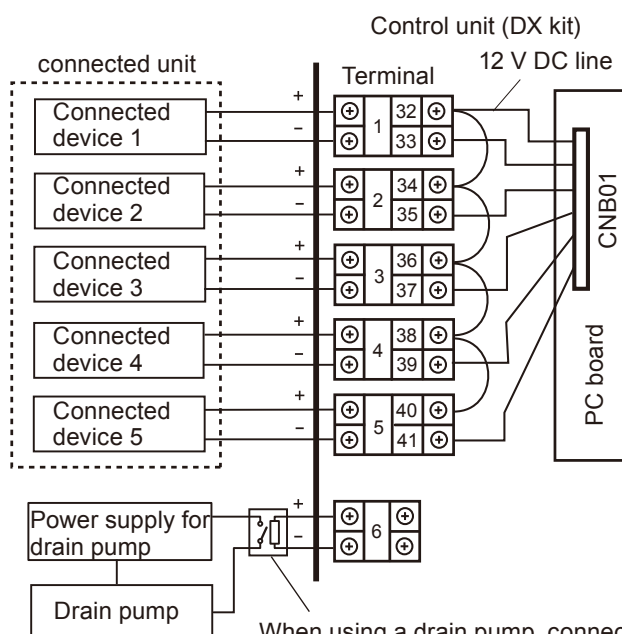 Control unit (DX kit)
connected unit
12 V DC line
Terminal
Connected
device 1
+
−
1
32
33
Connected
device 2
+
−
2
34
35
Connected
device 3
+
−
3
36
37
Connected
device 4
+
−
4
38
39
Connected
device 5
+
−
5
40
41
CNB01
PC board
Power supply for
drain pump
+
−
6
Drain pump
When using a drain pump, connec